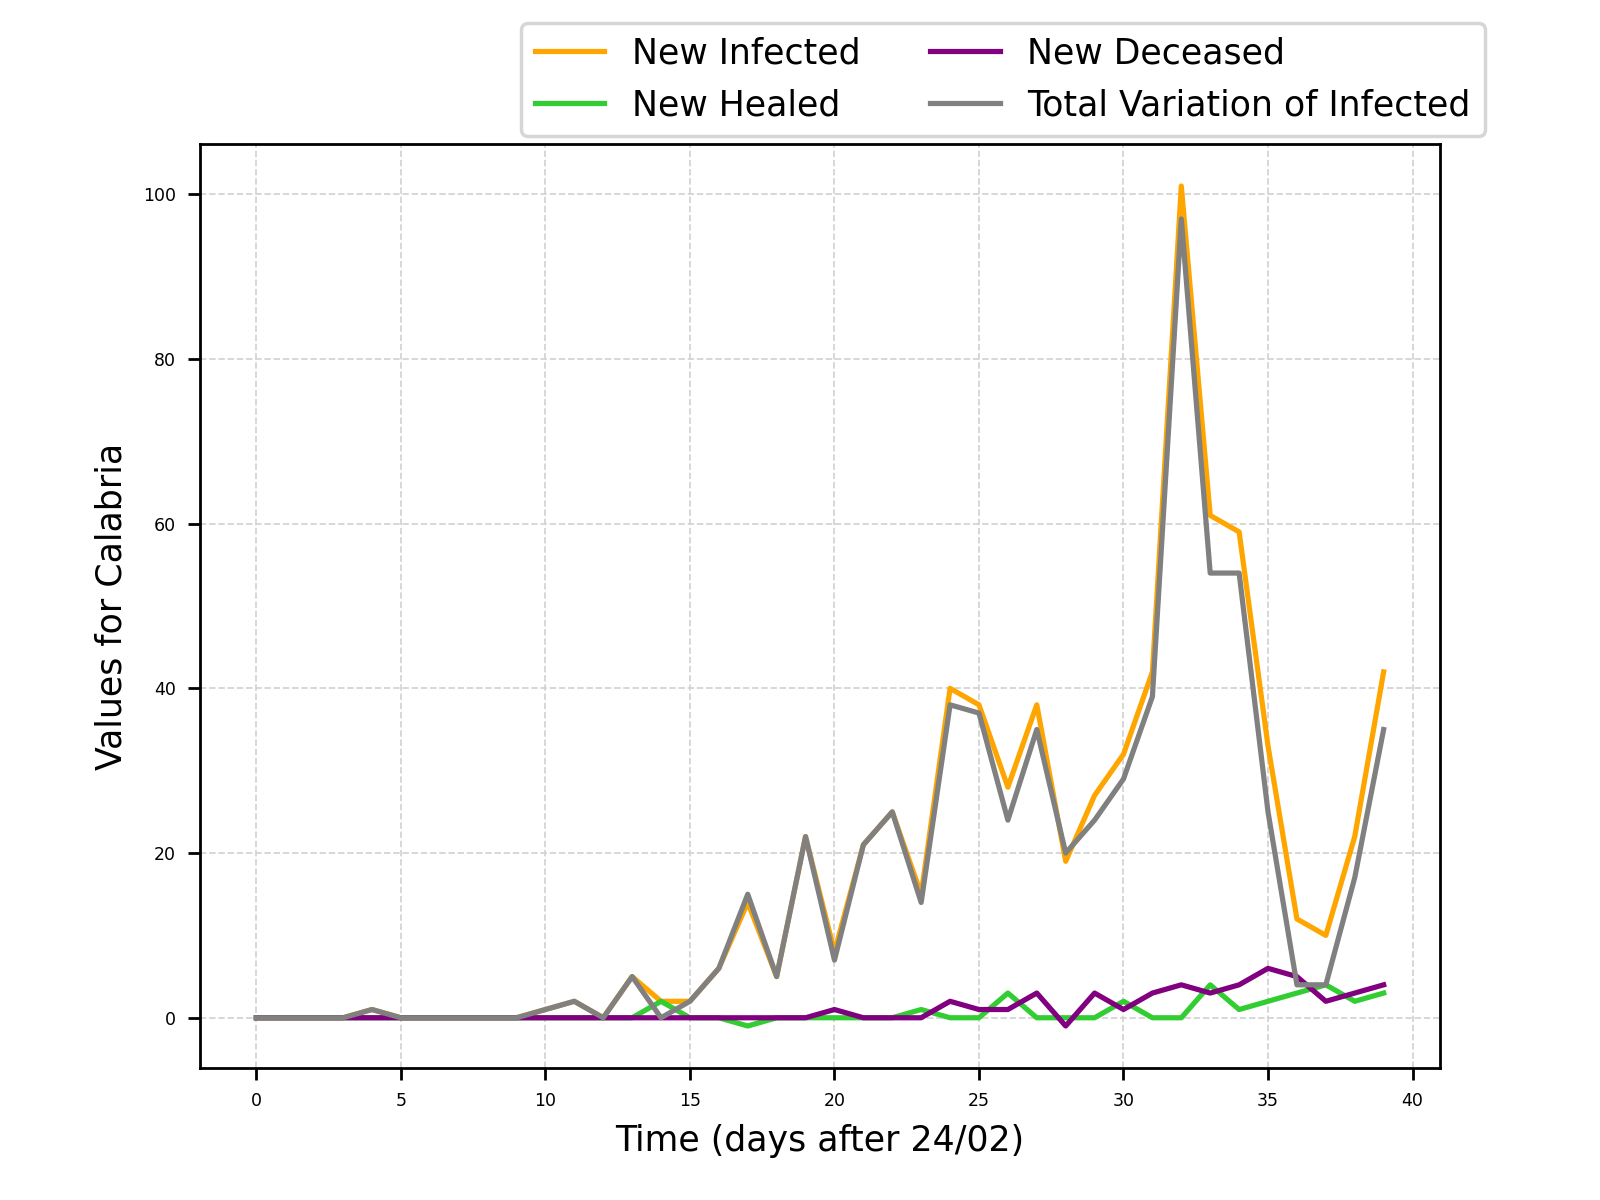 New Infected
New Healed
New Deceased
Total Variation of Infected
100
80
60
40
20
0
Values for Calabria
0 5 10 15 20 25 30 35 40
Time (days after 24/02)